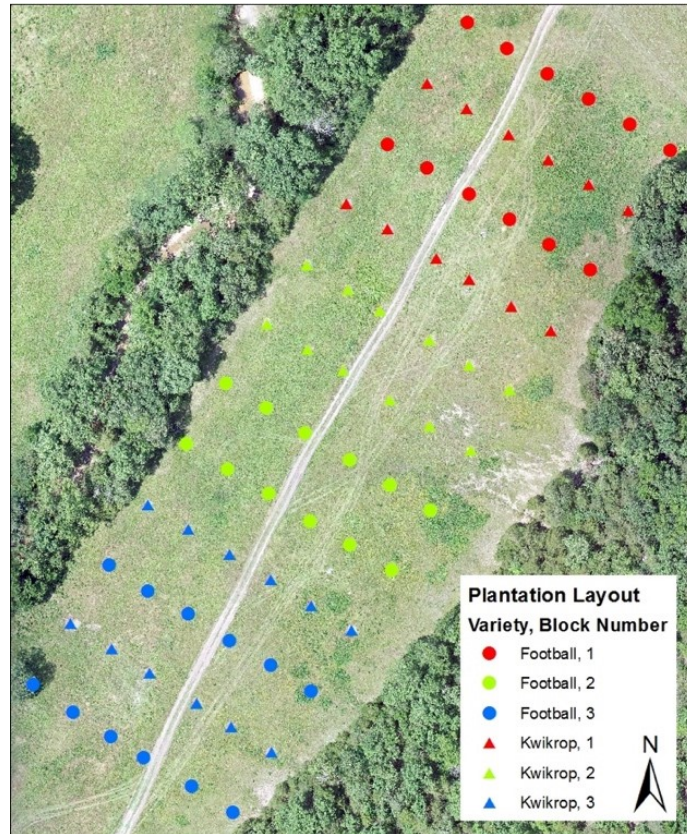 Plantation Layout
Variety, Block Number
Football, 1
Football, 2
Football, 3
Kwikrop, 1
Kwikrop, 2
Kwikrop, 3
N